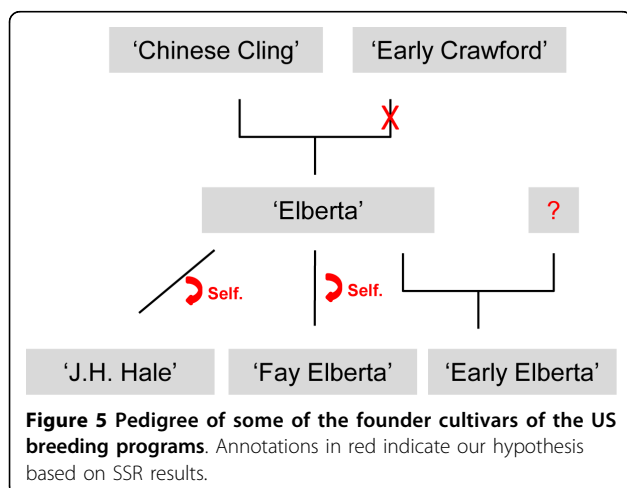 ‘Chinese Cling’ ‘Early Crawford’
X
‘Elberta’ ?
Self. Self.
‘J.H. Hale’ ‘Fay Elberta’ ‘Early Elberta’
Figure 5 Pedigree of some of the founder cultivars of the US
breeding programs. Annotations in red indicate our hypothesis
based on SSR results.